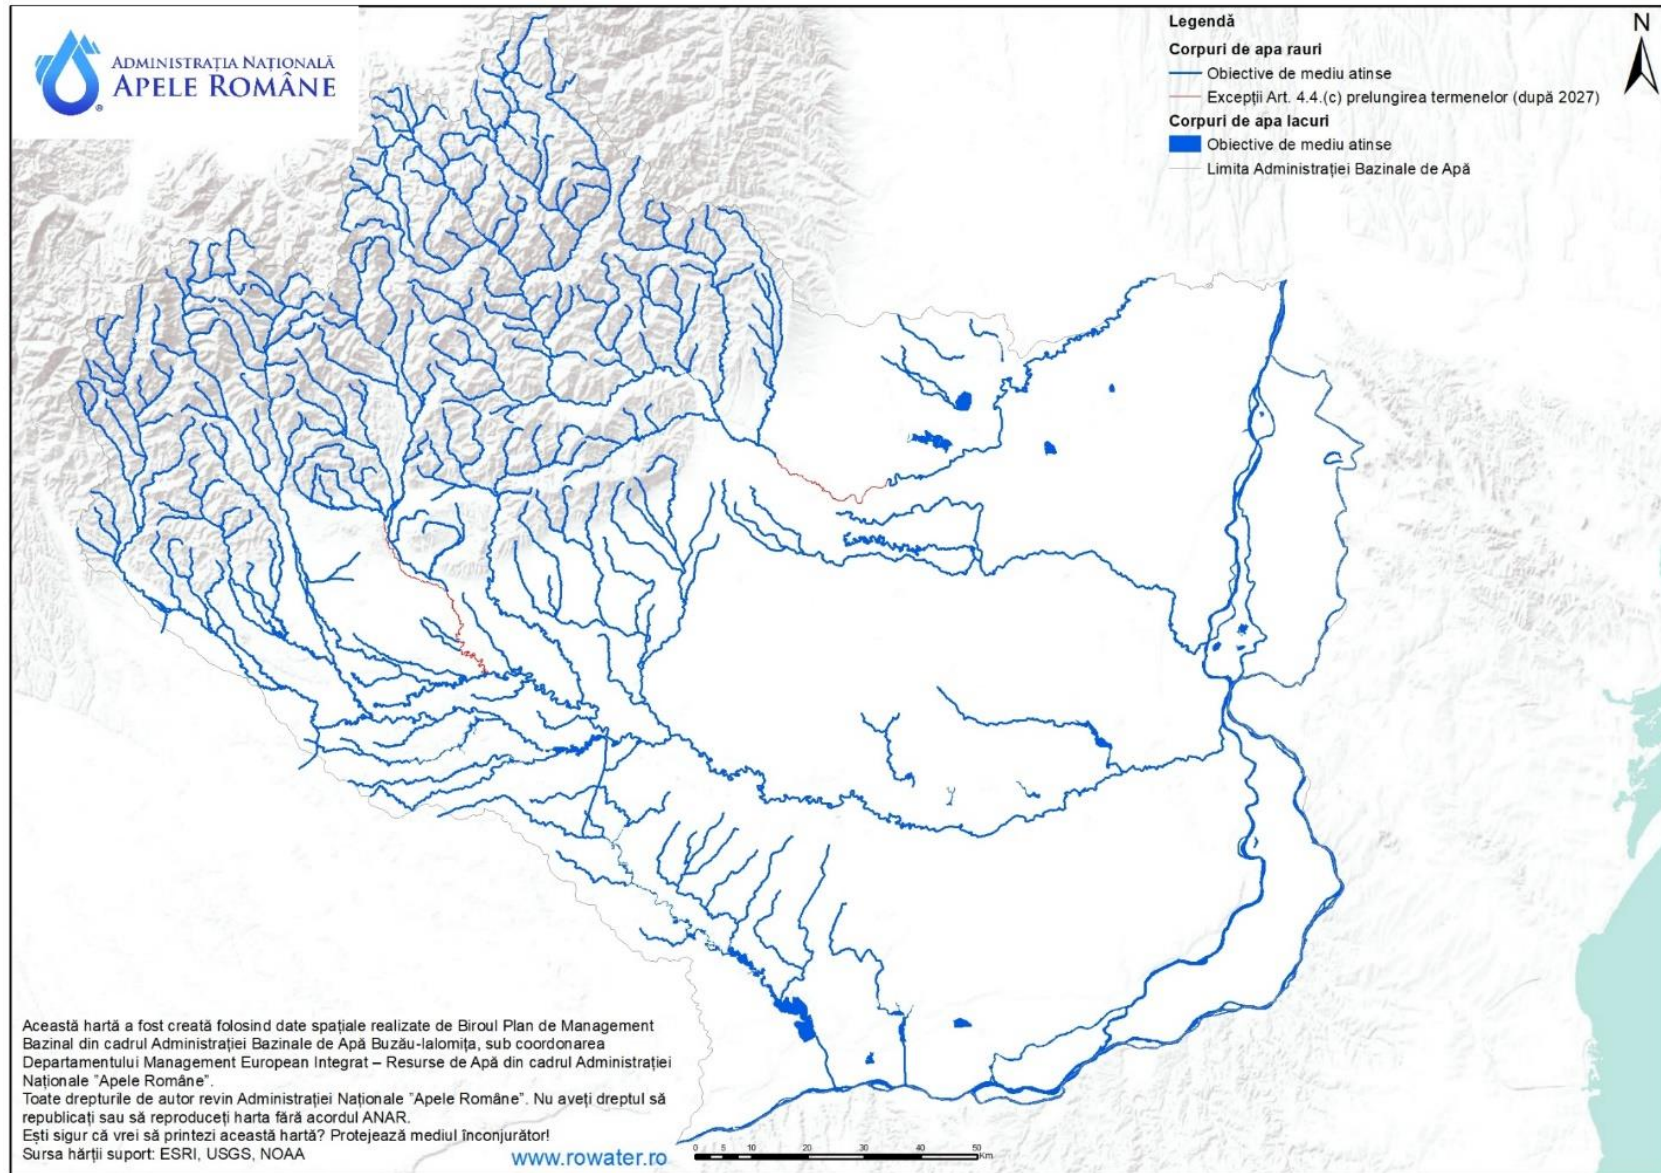 ADMINISTRAȚIA NAȚIONALĂ
APELE ROMÂNE
®
Legendă
Corpuri de apa rauri
Obiective de mediu atinse
Excepții Art. 4.4.(c) prelungirea termenelor (după 2027)
Corpuri de apa lacuri
Obiective de mediu atinse
Limita Administrației Bazinale de Apă
N
Această hartă a fost creată folosind date spațiale realizate de Biroul Plan de Management
Bazinal din cadrul Administrației Bazinale de Apă Buzău-Ialomița, sub coordonarea
Departamentului Management European Integrat – Resurse de Apă din cadrul Administrației
Naționale "Apele Române".
Toate drepturile de autor revin Administrației Naționale "Apele Române". Nu aveți dreptul să
republicați sau să reproduceți harta fără acordul ANAR.
Ești sigur că vrei să printezi această hartă? Protejează mediul înconjurător!
Sursa hărții suport: ESRI, USGS, NOAA
www.rowater.ro
0 5 10 20 30 40 50
Km